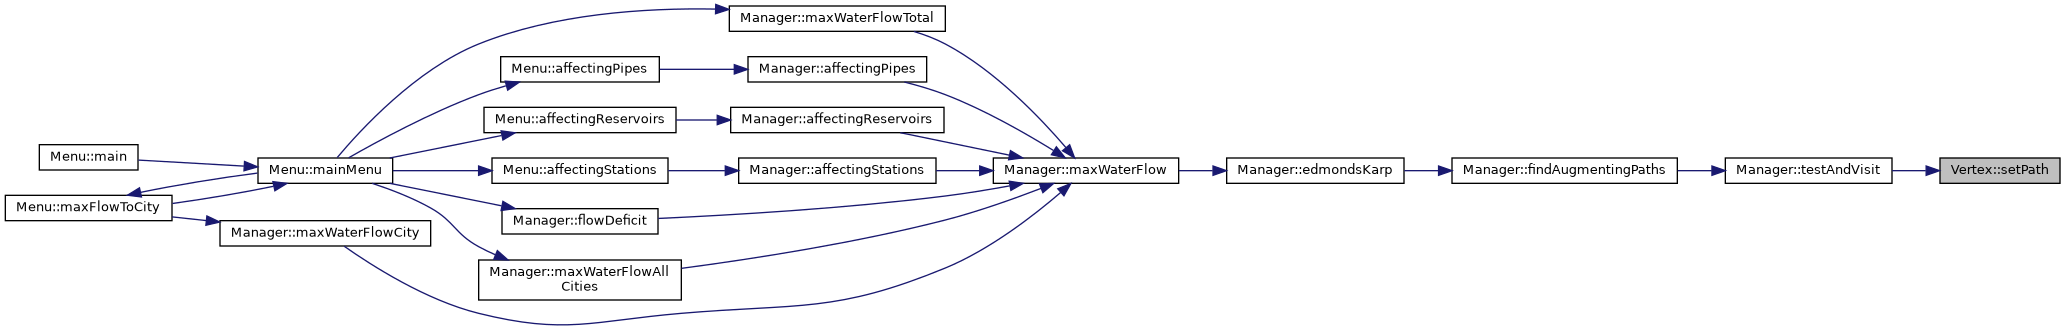 Manager::maxWaterFlowTotal
Menu::affectingPipes
Manager::affectingPipes
Menu::affectingReservoirs
Manager::affectingReservoirs
Menu::main
Menu::mainMenu
Menu::affectingStations
Manager::affectingStations
Manager::maxWaterFlow
Manager::edmondsKarp
Manager::findAugmentingPaths
Manager::testAndVisit
Vertex::setPath
Menu::maxFlowToCity
Manager::flowDeficit
Manager::maxWaterFlowCity
Manager::maxWaterFlowAll
Cities